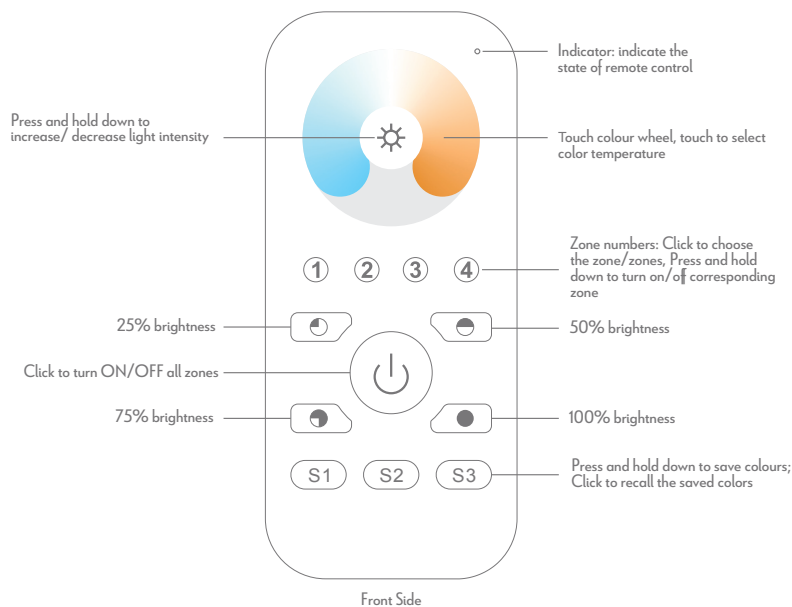 Indicator: indicate the
state of remote control
Press and hold down to
increase/ decrease light intensity
Touch colour wheel, touch to select
color temperature
Zone numbers: Click to choose
the zone/zones, Press and hold
down to turn on/off corresponding
zone
1 2 3 4
25% brightness
50% brightness
Click to turn ON/OFF all zones
75% brightness
100% brightness
S1 S2 S3
Press and hold down to save colours;
Click to recall the saved colors
Front Side